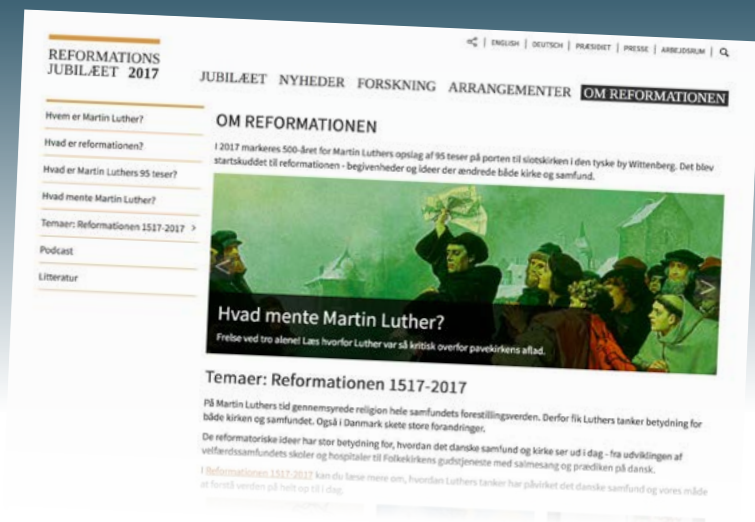 ENGLISH | DEUTSCH | PRÆSIDIET | PRESSE | ARBEJDSRUM |
REFORMATIONS
JUBILÆET 2017
JUBILÆET NYHEDER FORSKNING ARRANGEMENTER OM REFORMATIONEN
Hvem er Martin Luther?
Hvad er reformationen?
Hvad er Martin Luthers 95 teser?
Hvad mente Martin Luther?
Temaer: Reformationen 1517-2017 >
Podcast
Litteratur
OM REFORMATIONEN
I 2017 markeres 500-året for Martin Luthers opslag af 95 teser på porten til slotskirken i den tyske by Wittenberg. Det blev
startskuddet til reformationen - begivenheder og ideer der ændrede både kirke og samfund.
Hvad mente Martin Luther?
Frelse ved tro alene! Læs hvorfor Luther var så kritisk overfor pavekirkens aflad.
Temaer: Reformationen 1517-2017
På Martin Luthers tid gennemsyrede religion hele samfundets forestillingsverden. Derfor fik Luthers tanker betydning for
både kirken og samfundet. Også i Danmark skete store forandringer.
De reformatoriske ideer har stor betydning for, hvordan det danske samfund og kirke ser ud i dag - fra udviklingen af
velfærdssamfundets skoler og hospitaler til Folkekirkens gudstjeneste med salmesang og prædiken på dansk.
I Reformationen 1517-2017 kan du læse mere om, hvordan Luthers tanker har påvirket det danske samfund og vores måde
at forstå verden på helt op til i dag.